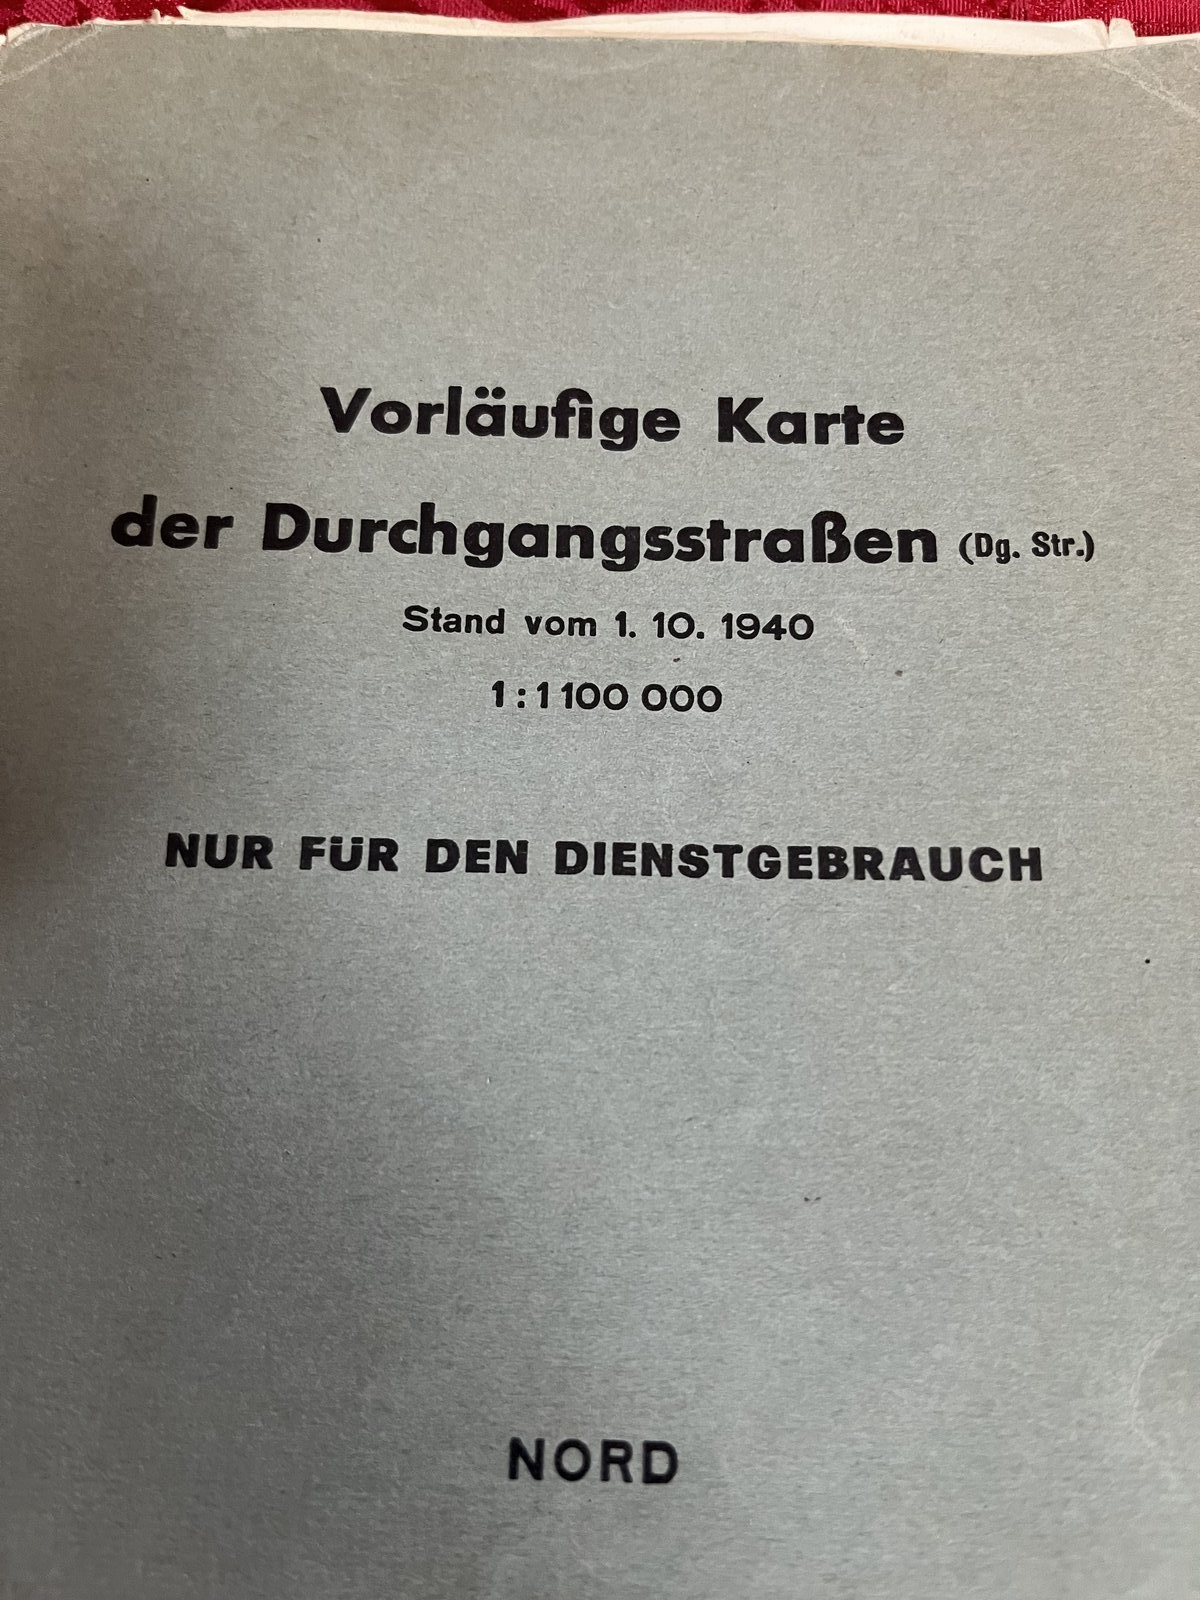 Vorläufige Karte
der Durchgangsstraßen (Dg. Str.)
Stand vom 1. 10. 1940
1 : 1 100 000
NUR FÜR DEN DIENSTGEBRAUCH
NORD